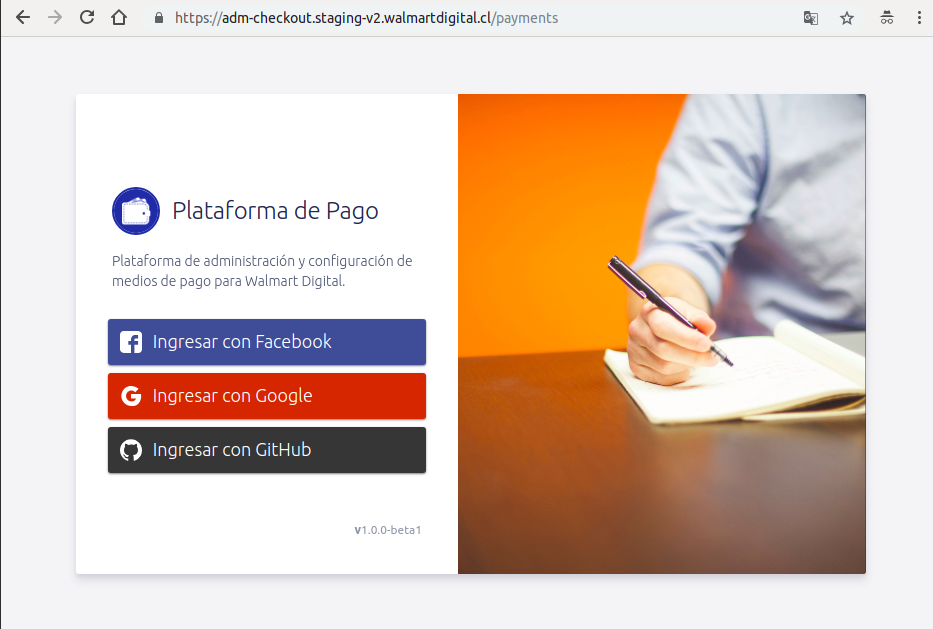 https://adm-checkout.staging-v2.walmartdigital.cl/payments
Plataforma de Pago
Plataforma de administración y configuración de
medios de pago para Walmart Digital.
Ingresar con Facebook
Ingresar con Google
Ingresar con GitHub
v1.0.0-beta1